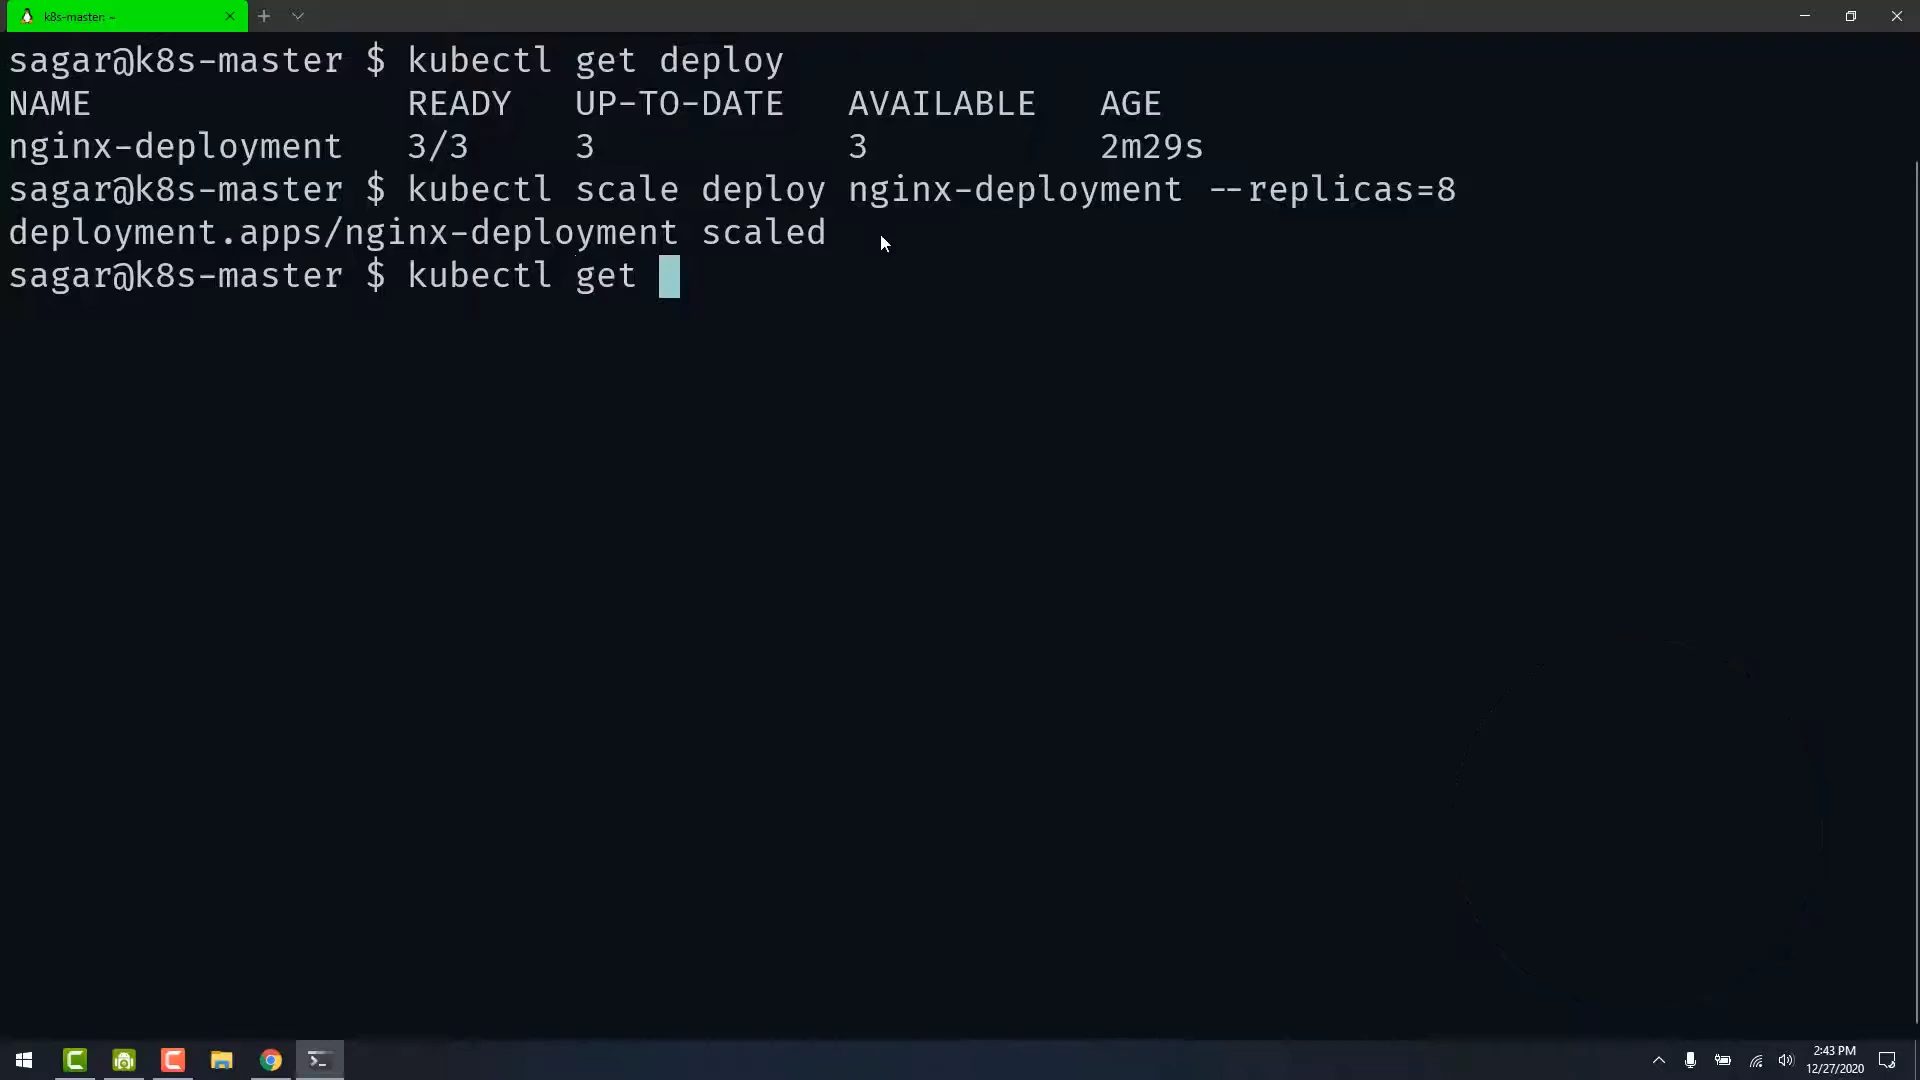 k8s-master: ~
sagar@k8s-master $ kubectl get deploy
NAME READY UP-TO-DATE AVAILABLE AGE
nginx-deployment 3/3 3 3 2m29s
sagar@k8s-master $ kubectl scale deploy nginx-deployment --replicas=8
deployment.apps/nginx-deployment scaled
sagar@k8s-master $ kubectl get
2:43 PM
12/27/2020